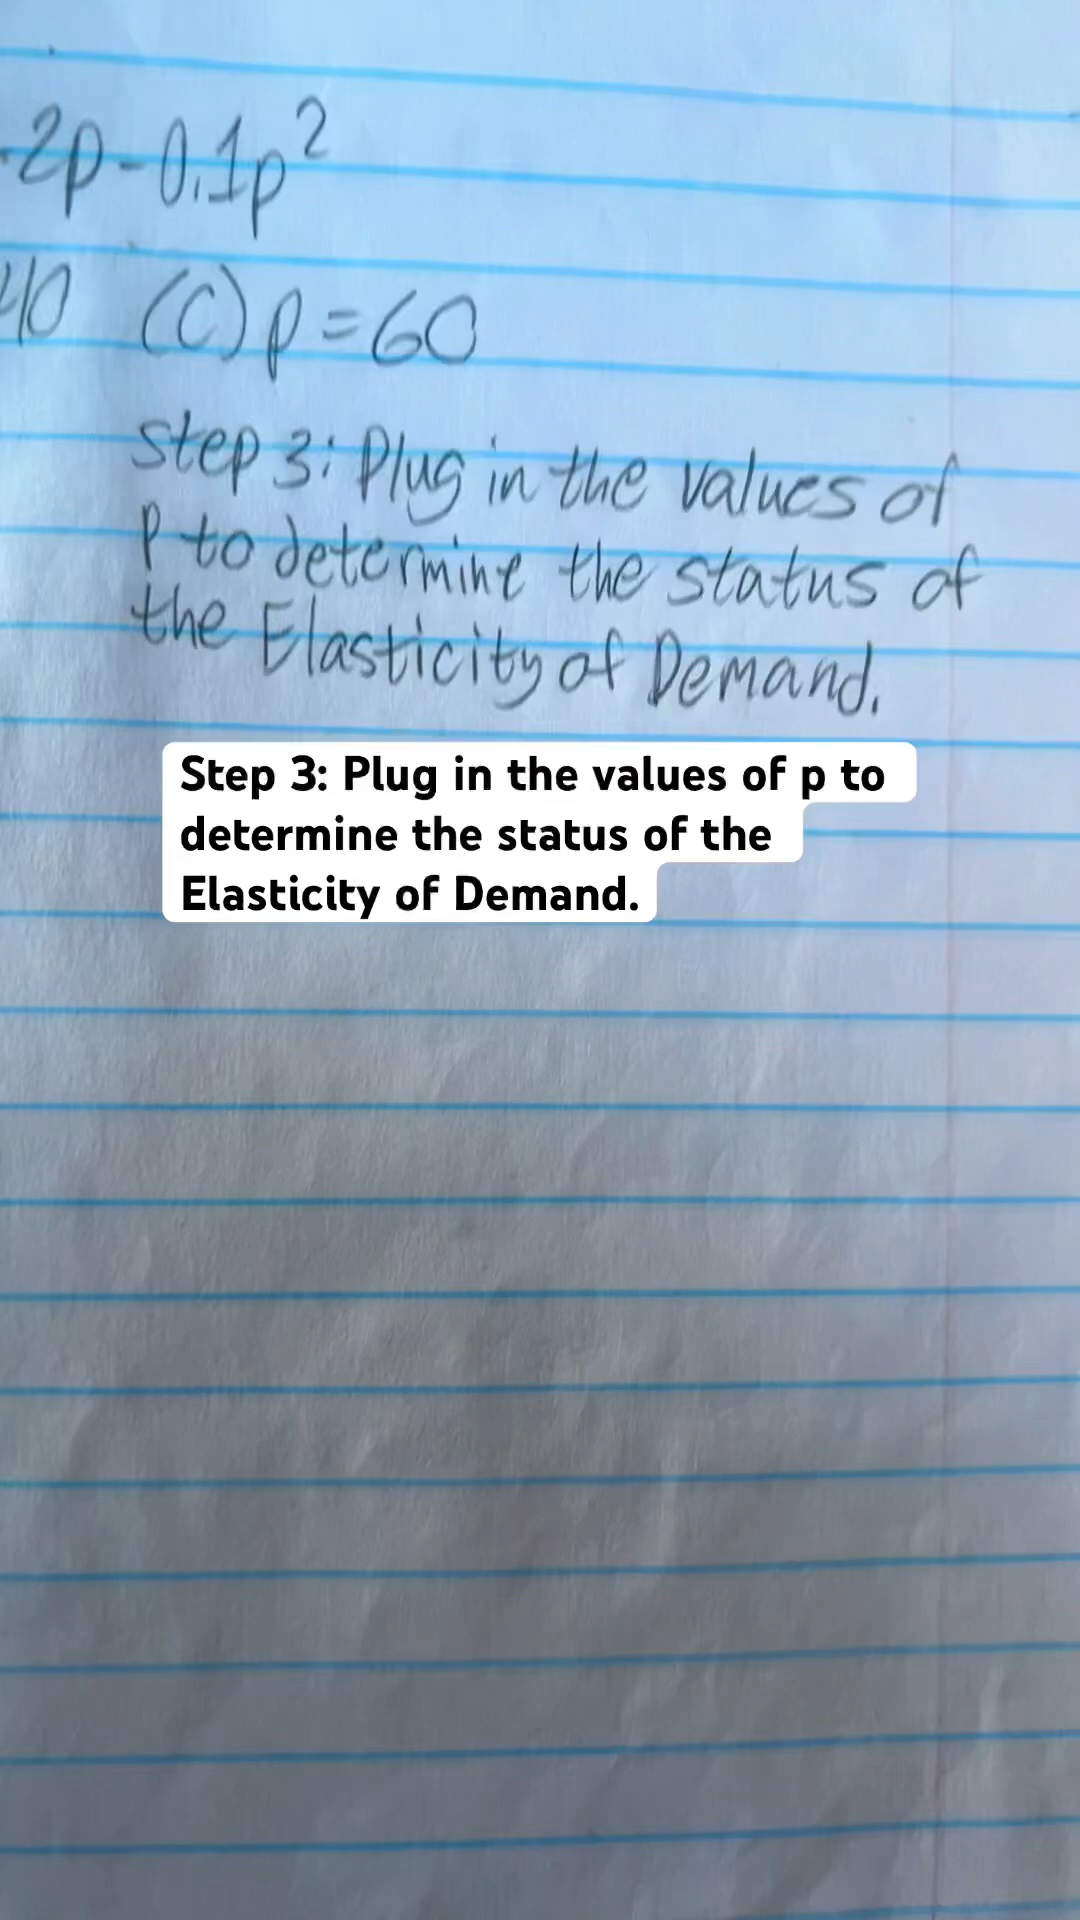 2p-0.1p²
40 (C) p=60
Step 3: Plug in the values of
P to determine the status of
the Elasticity of Demand.
Step 3: Plug in the values of p to
determine the status of the
Elasticity of Demand.